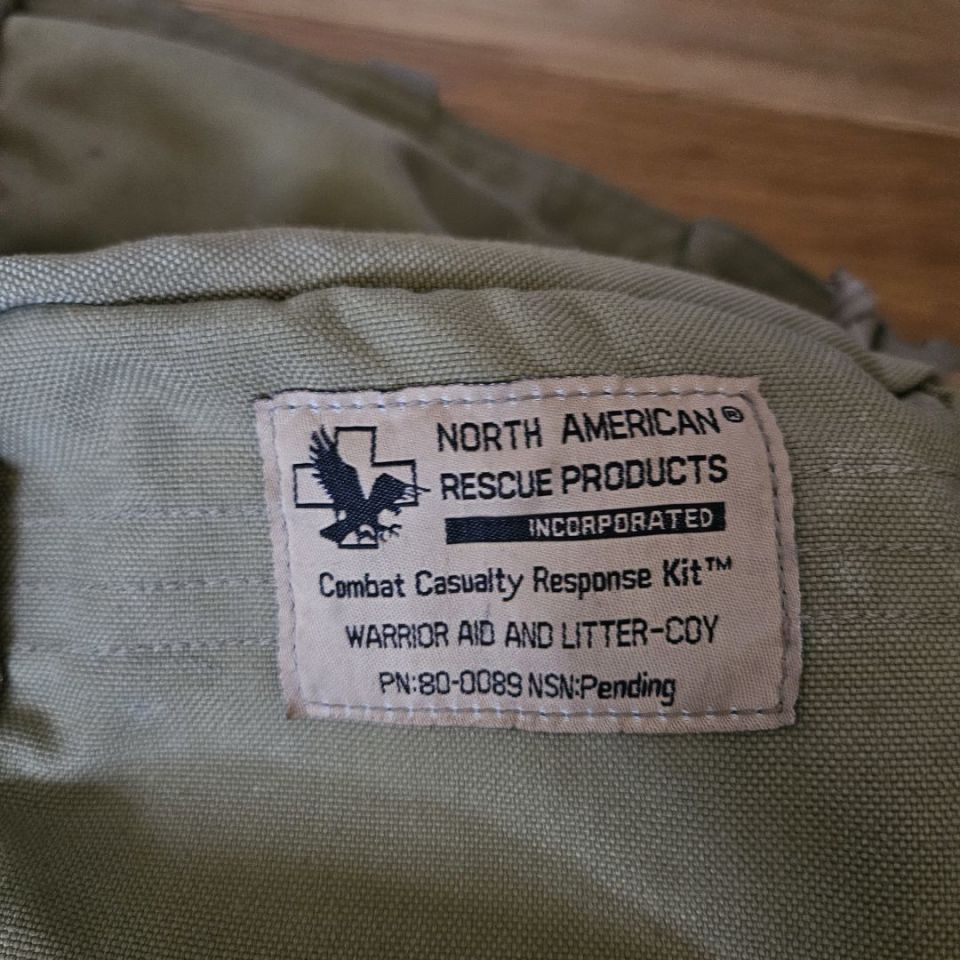 NORTH AMERICAN®
RESCUE PRODUCTS
INCORPORATED
Combat Casualty Response Kit™
WARRIOR AID AND LITTER-COY
PN:80-0089 NSN:Pending